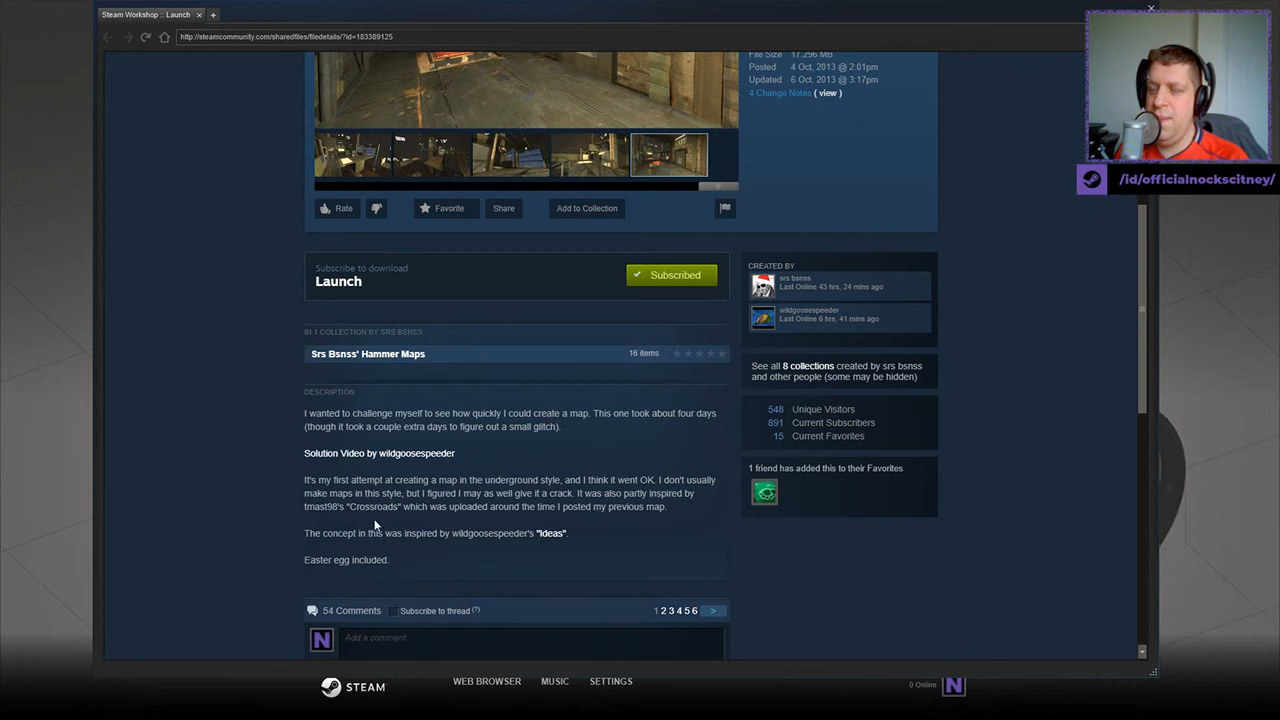 Steam Workshop :: Launch
http://steamcommunity.com/sharedfiles/filedetails/?id=183389125
File Size
17.296 MB
Posted
4 Oct, 2013 @ 2:01pm
Updated
6 Oct, 2013 @ 3:17pm
4 Change Notes ( view )
/id/officialnockscitney/
Rate
Favorite
Share
Add to Collection
Subscribe to download
Launch
Subscribed
CREATED BY
srs bsnss
Last Online 43 hrs, 24 mins ago
wildgoosespeeder
Last Online 6 hrs, 41 mins ago
IN 1 COLLECTION BY SRS BSNSS
Srs Bsnss' Hammer Maps
16 items
See all 8 collections created by srs bsnss
and other people (some may be hidden)
DESCRIPTION
I wanted to challenge myself to see how quickly I could create a map. This one took about four days
(though it took a couple extra days to figure out a small glitch).
Solution Video by wildgoosespeeder
It's my first attempt at creating a map in the underground style, and I think it went OK. I don't usually
make maps in this style, but I figured I may as well give it a crack. It was also partly inspired by
tmast98's "Crossroads" which was uploaded around the time I posted my previous map.
The concept in this was inspired by wildgoosespeeder's "Ideas".
Easter egg included.
548 Unique Visitors
891 Current Subscribers
15 Current Favorites
1 friend has added this to their Favorites
54 Comments
Subscribe to thread (?)
1 2 3 4 5 6 >
N
Add a comment
STEAM
WEB BROWSER
MUSIC
SETTINGS
0 Online
N